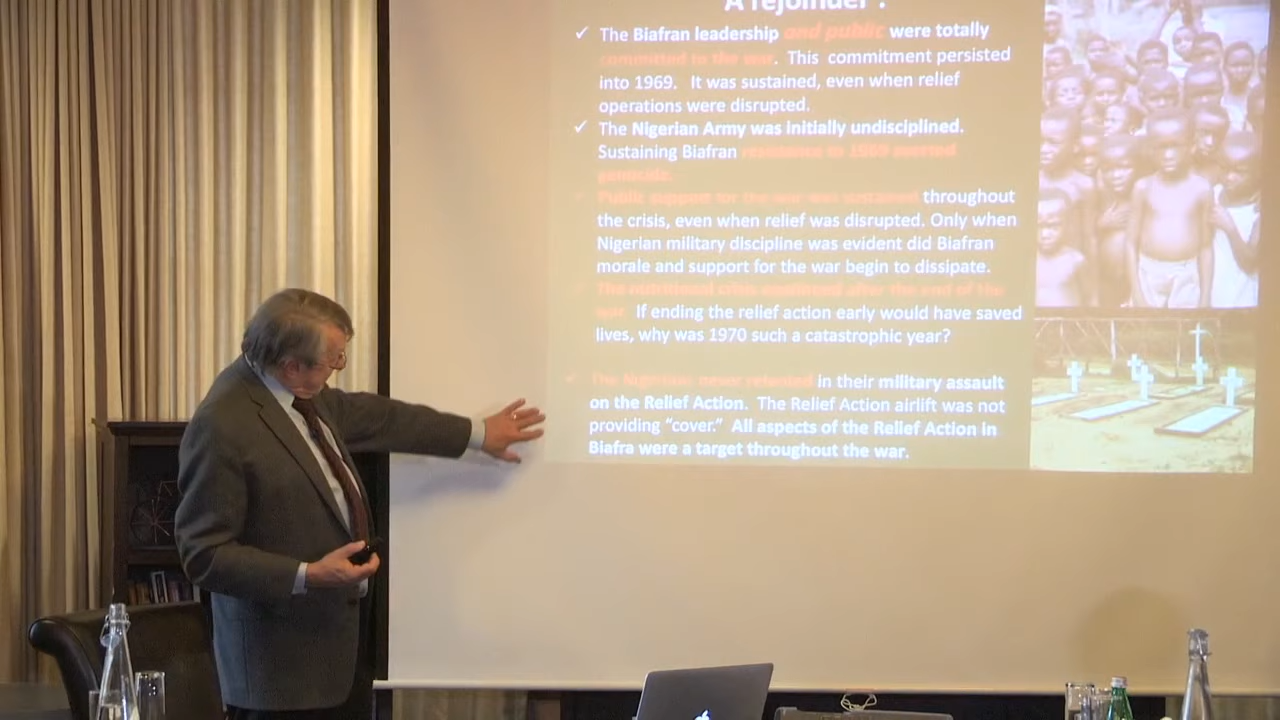 A rejoinder :
✓ The Biafran leadership and public were totally
committed to the war. This commitment persisted
into 1969. It was sustained, even when relief
operations were disrupted.
✓ The Nigerian Army was initially undisciplined.
Sustaining Biafran resistance to 1969 averted
genocide.
Public support for the war was sustained throughout
the crisis, even when relief was disrupted. Only when
Nigerian military discipline was evident did Biafran
morale and support for the war begin to dissipate.
The nutritional crisis continued after the end of the
war. If ending the relief action early would have saved
lives, why was 1970 such a catastrophic year?
The Nigerians never relented in their military assault
on the Relief Action. The Relief Action airlift was not
providing “cover.” All aspects of the Relief Action in
Biafra were a target throughout the war.